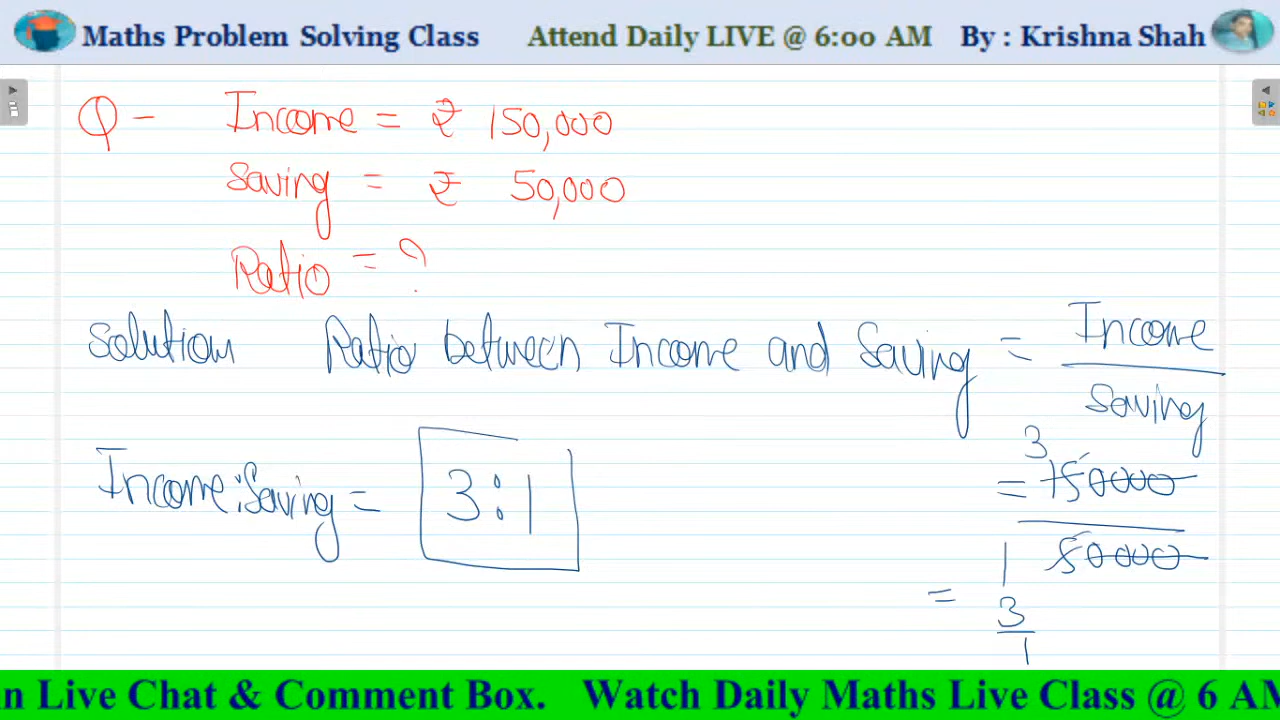 Maths Problem Solving Class Attend Daily LIVE @ 6:00 AM By : Krishna Shah
Q - Income = ₹ 150,000
Saving = ₹ 50,000
Ratio = ?
Solution Ratio between Income and Saving = Income / Saving
= 150000 / 50000
3
1
Income : Saving = 3:1
= 3 / 1
n Live Chat & Comment Box. Watch Daily Maths Live Class @ 6 AM